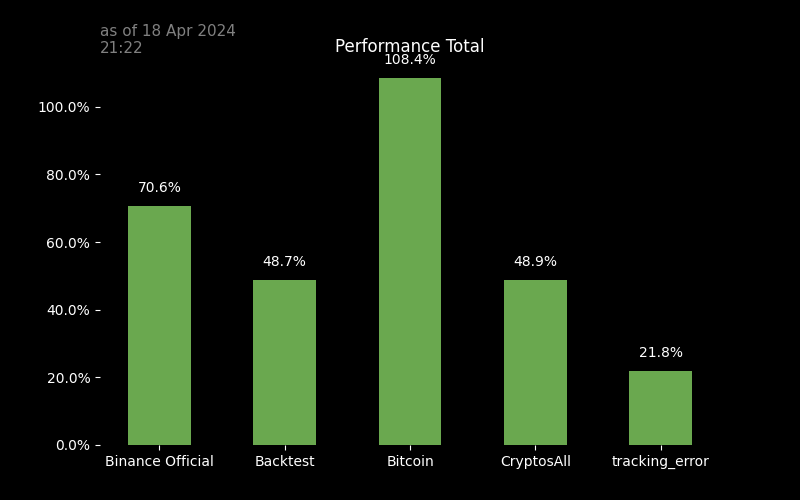 as of 18 Apr 2024
21:22
Performance Total
108.4%
100.0%
80.0%
70.6%
60.0%
48.7%
48.9%
40.0%
21.8%
20.0%
0.0%
Binance Official
Backtest
Bitcoin
CryptosAll
tracking_error